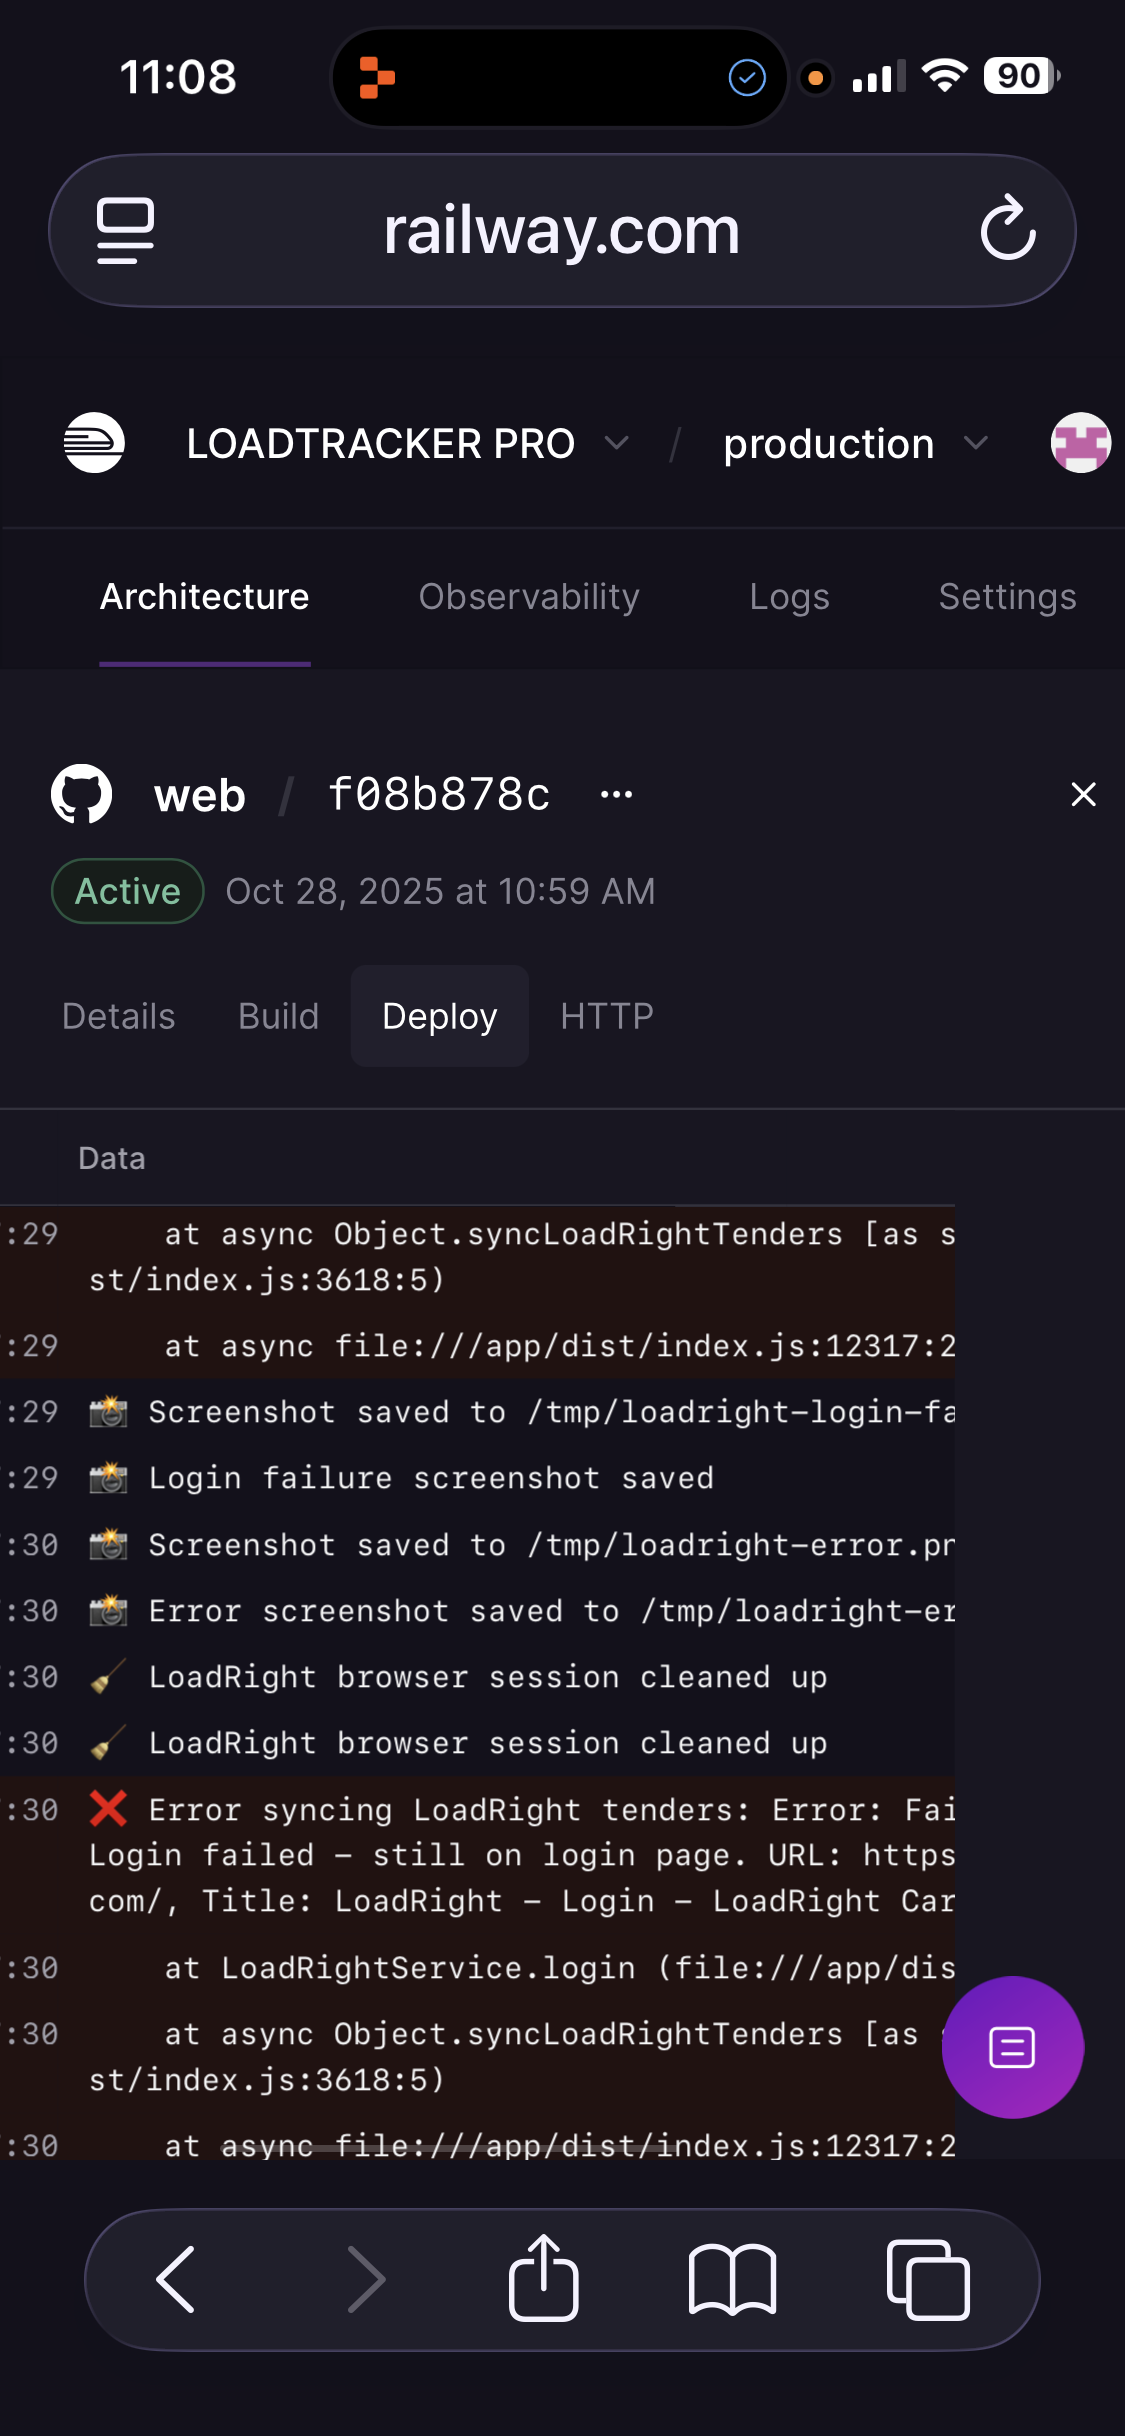 11:08
90
railway.com
LOADTRACKER PRO / production
Architecture Observability Logs Settings
web / f08b878c ...
Active Oct 28, 2025 at 10:59 AM
Details Build Deploy HTTP
Data
:29 at async Object.syncLoadRightTenders [as s
st/index.js:3618:5)
:29 at async file:///app/dist/index.js:12317:2
:29 📸 Screenshot saved to /tmp/loadright-login-fa
:29 📸 Login failure screenshot saved
:30 📸 Screenshot saved to /tmp/loadright-error.pn
:30 📸 Error screenshot saved to /tmp/loadright-er
:30 🧹 LoadRight browser session cleaned up
:30 🧹 LoadRight browser session cleaned up
:30 ❌ Error syncing LoadRight tenders: Error: Fai
Login failed – still on login page. URL: https
com/, Title: LoadRight – Login – LoadRight Car
:30 at LoadRightService.login (file:///app/dis
:30 at async Object.syncLoadRightTenders [as
st/index.js:3618:5)
:30 at async file:///app/dist/index.js:12317:2